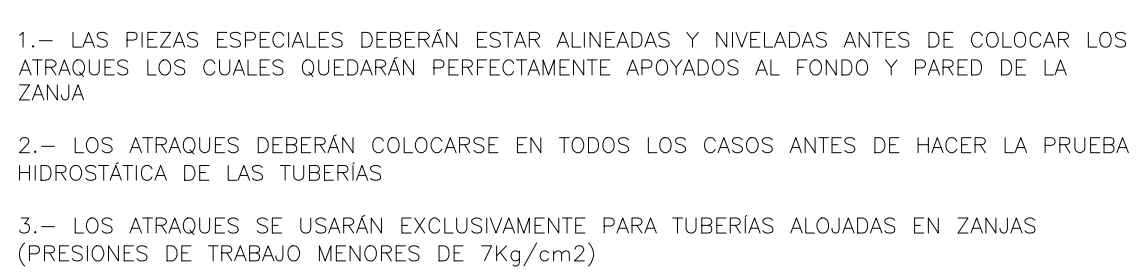 1.– LAS PIEZAS ESPECIALES DEBERÁN ESTAR ALINEADAS Y NIVELADAS ANTES DE COLOCAR LOS
ATRAQUES LOS CUALES QUEDARÁN PERFECTAMENTE APOYADOS AL FONDO Y PARED DE LA
ZANJA
2.– LOS ATRAQUES DEBERÁN COLOCARSE EN TODOS LOS CASOS ANTES DE HACER LA PRUEBA
HIDROSTÁTICA DE LAS TUBERÍAS
3.– LOS ATRAQUES SE USARÁN EXCLUSIVAMENTE PARA TUBERÍAS ALOJADAS EN ZANJAS
(PRESIONES DE TRABAJO MENORES DE 7Kg/cm2)